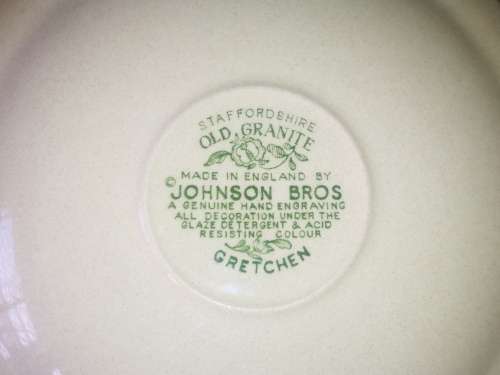 STAFFORDSHIRE
OLD GRANITE
MADE IN ENGLAND BY
© JOHNSON BROS
A GENUINE HAND ENGRAVING
ALL DECORATION UNDER THE
GLAZE DETERGENT & ACID
RESISTING COLOUR
GRETCHEN